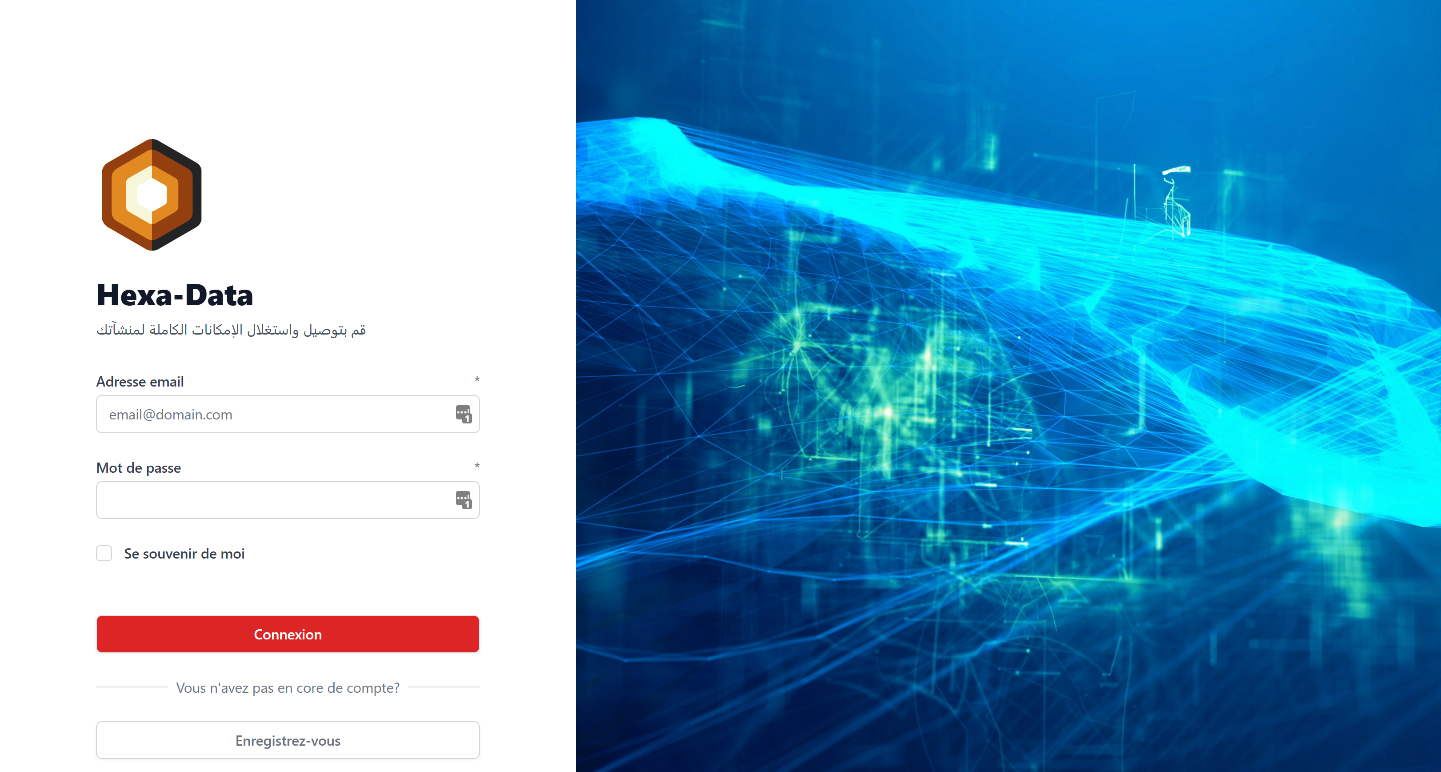 Hexa-Data
قم بتوصيل واستغلال الإمكانات الكاملة لمنشآتك
Adresse email *
email@domain.com
Mot de passe *
Se souvenir de moi
Connexion
Vous n'avez pas en core de compte?
Enregistrez-vous